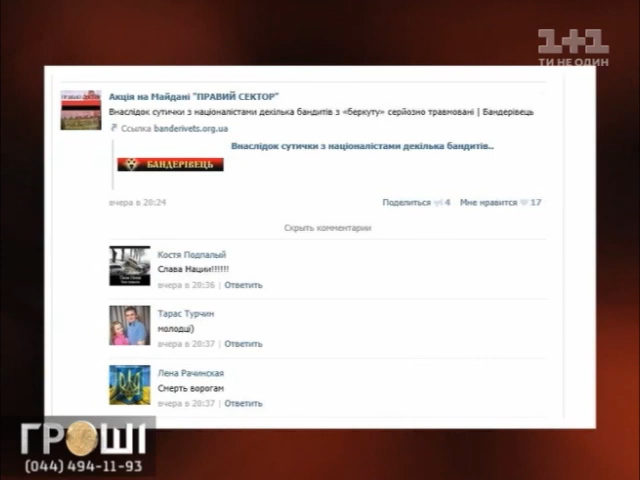 1+1
ТИ НЕ ОДИН
Акція на Майдані "ПРАВИЙ СЕКТОР"
Внаслідок сутички з націоналістами декілька бандитів з «беркуту» серйозно травмовані | Бандерівець
Ссылка banderivets.org.ua
Внаслідок сутички з націоналістами декілька бандитів..
БАНДЕРІВЕЦЬ
вчера в 20:24 Поделиться 4 Мне нравится 17
Скрыть комментарии
Костя Подпалый
Слава Нации!!!!!!
вчера в 20:36 | Ответить
Тарас Турчин
молодці)
вчера в 20:37 | Ответить
Лена Рачинская
Смерть ворогам
вчера в 20:37 | Ответить
ГРОШІ
(044) 494-11-93